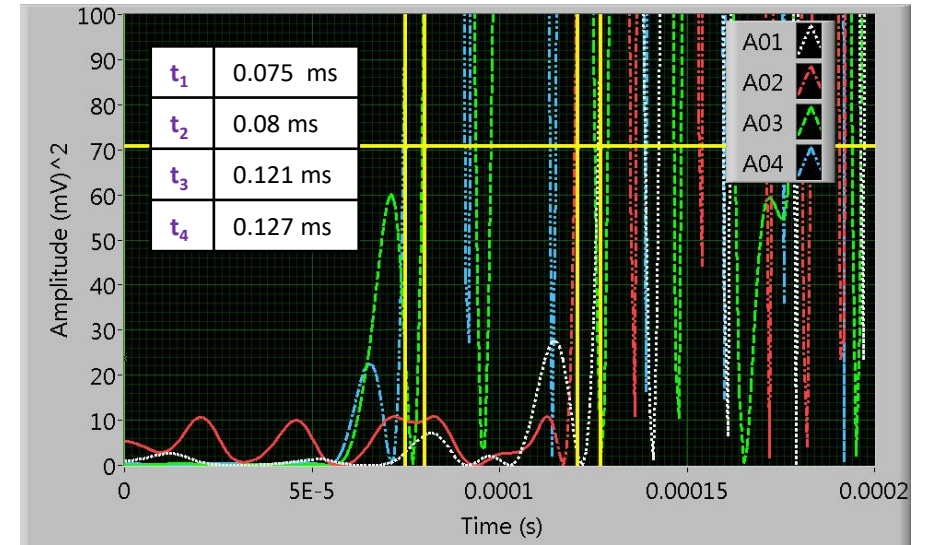 100
90
80
70
60
50
40
30
20
10
0
Amplitude (mV)^2
t1 0.075 ms
t2 0.08 ms
t3 0.121 ms
t4 0.127 ms
A01
A02
A03
A04
0 5E-5 0.0001 0.00015 0.0002
Time (s)